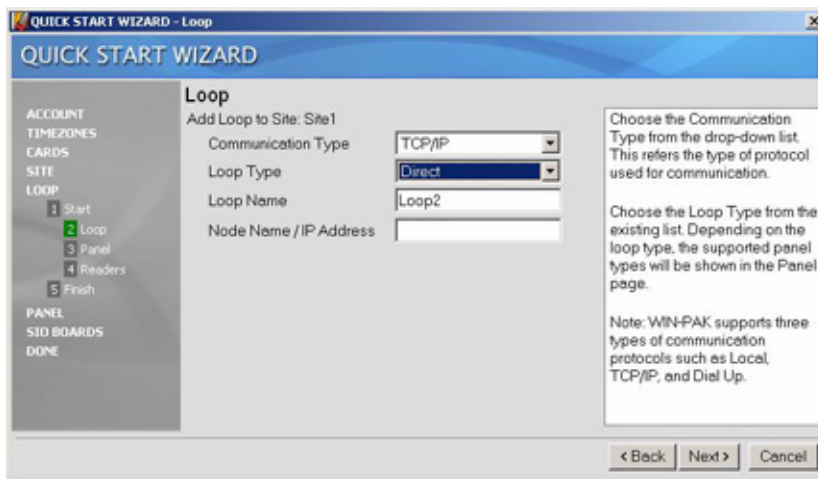 QUICK START WIZARD - Loop
QUICK START WIZARD
ACCOUNT
TIMEZONES
CARDS
SITE
LOOP
1 Start
2 Loop
3 Panel
4 Readers
5 Finish
PANEL
SIO BOARDS
DONE
Loop
Add Loop to Site: Site1
Communication Type TCP/IP
Loop Type Direct
Loop Name Loop2
Node Name / IP Address
Choose the Communication
Type from the drop-down list.
This refers the type of protocol
used for communication.
Choose the Loop Type from the
existing list. Depending on the
loop type, the supported panel
types will be shown in the Panel
page.
Note: WIN-PAK supports three
types of communication
protocols such as Local,
TCP/IP, and Dial Up.
< Back Next > Cancel